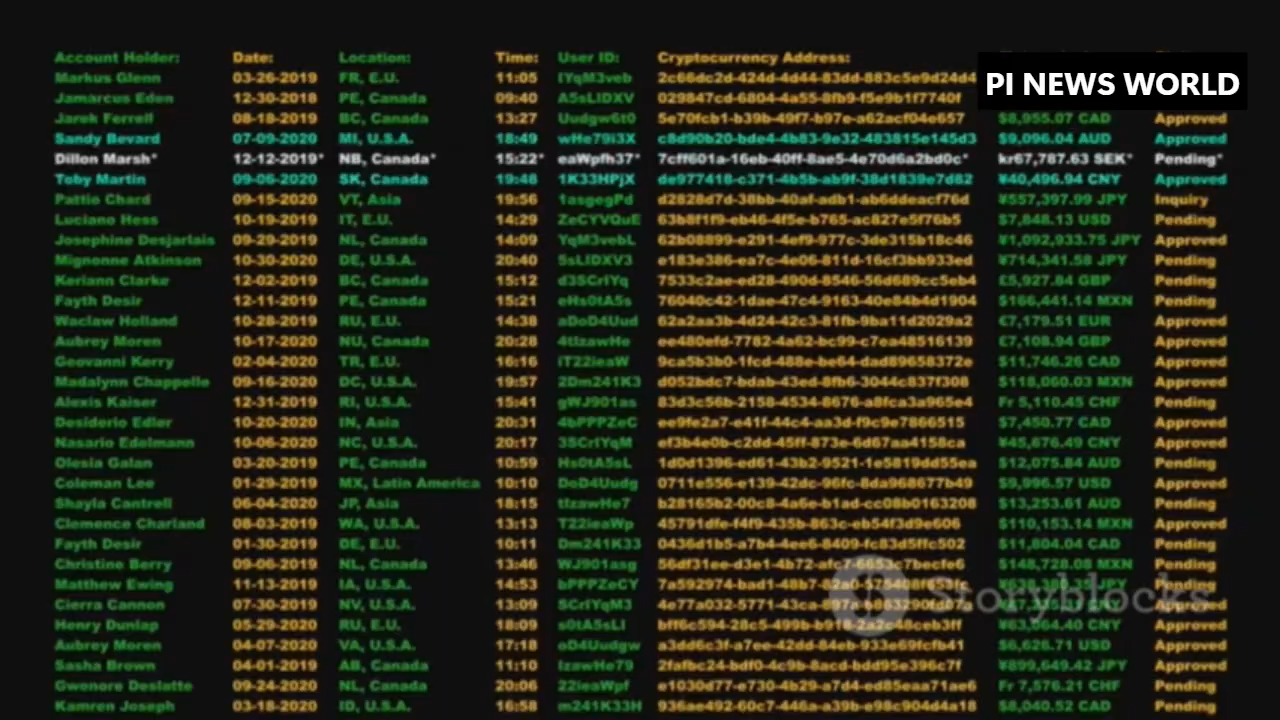 PI NEWS WORLD
Account Holder: Date: Location: Time: User ID: Cryptocurrency Address:
Markus Glenn 03-26-2019 FR, E.U. 11:05 IYqM3veb 2c66dc2d-424d-4d44-83dd-883c5e9d24d4
Jamarcus Eden 12-30-2018 PE, Canada 09:40 A5sLIDXV 029847cd-6804-4a55-8fb9-f5e9b1f7740f
Jarek Ferrell 08-18-2019 BC, Canada 13:27 Uudgw6t0 5e70fcb1-b39b-49f7-b97e-a62acf04e657 $8,955.07 CAD Approved
Sandy Bevard 07-09-2020 MI, U.S.A. 18:49 wHe79i3X c8d90b20-bde4-4b83-9e32-483815e145d3 $9,096.04 AUD Approved
Dillon Marsh* 12-12-2019* NB, Canada* 15:22* eaWpfh37* 7cff601a-16eb-40ff-8ae5-4e70d6a2bd0c* kr67,787.63 SEK* Pending*
Toby Martin 09-06-2020 SK, Canada 19:48 1K33HPjX de977418-c371-4b5b-ab9f-38d1839e7d82 ¥40,496.94 CNY Approved
Pattie Chard 09-15-2020 VT, Asia 19:56 1asgegPd d2828d7d-38bb-40af-adb1-ab6ddeacf76d ¥557,397.99 JPY Inquiry
Luciano Hess 10-19-2019 IT, E.U. 14:29 ZeCYVQuE 63b8f1f9-eb46-4f5e-b765-ac827e5f76b5 $7,848.13 USD Pending
Josephine Desjarlais 09-29-2019 NL, Canada 14:09 YqM3vebL 62b08899-e291-4ef9-977c-3de315b18c46 ¥1,092,933.75 JPY Approved
Mignonne Atkinson 10-30-2020 DE, U.S.A. 20:40 5sLIDXV3 e183e386-ea7c-4e06-811d-16cf3bb933ed ¥714,341.58 JPY Pending
Keriann Clarke 12-02-2019 BC, Canada 15:12 d3SCrIYq 7533c2ae-ed28-490d-8546-56d689cc5eb4 £5,927.84 GBP Pending
Fayth Desir 12-11-2019 PE, Canada 15:21 eHs0tA5s 76040c42-1dae-47c4-9163-40e84b4d1904 $166,441.14 MXN Pending
Waclaw Holland 10-28-2019 RU, E.U. 14:38 aDoD4Uud 62a2aa3b-4d24-42c3-81fb-9ba11d2029a2 €7,179.51 EUR Approved
Aubrey Moren 10-17-2020 NU, Canada 20:28 4tIzawHe ee480efd-7782-4a62-bc99-c7ea48516139 £7,108.94 GBP Approved
Geovanni Kerry 02-04-2020 TR, E.U. 16:16 iT22ieaW 9ca5b3b0-1fcd-488e-be64-dad89658372e $11,746.26 CAD Approved
Madalynn Chappelle 09-16-2020 DC, U.S.A. 19:57 2Dm241K3 d052bdc7-bdab-43ed-8fb6-3044c837f308 $118,060.03 MXN Approved
Alexis Kaiser 12-31-2019 RI, U.S.A. 15:41 gWJ901as 83d3c56b-2158-4534-8676-a8fca3a965e4 Fr 5,110.45 CHF Pending
Desiderio Edler 10-20-2020 IN, Asia 20:31 4bPPPZeC ee9fe2a7-e41f-44c4-aa3d-f9c9e7866515 $7,450.77 CAD Pending
Nasario Edelmann 10-06-2020 NC, U.S.A. 20:17 3SCrIYqM ef3b4e0b-c2dd-45ff-873e-6d67aa4158ca ¥45,676.49 CNY Approved
Olesia Galan 03-20-2019 PE, Canada 10:59 Hs0tA5sL 1d0d1396-ed61-43b2-9521-1e5819dd55ea $12,075.84 AUD Pending
Coleman Lee 01-29-2019 MX, Latin America 10:10 DoD4Uudg 0711e556-e139-42dc-96fc-8da968677b49 $9,996.57 USD Approved
Shayla Cantrell 06-04-2020 JP, Asia 18:15 tIzawHe7 b28165b2-00c8-4a6e-b1ad-cc08b0163208 $13,253.61 AUD Pending
Clemence Charland 08-03-2019 WA, U.S.A. 13:13 T22ieaWp 45791dfe-f4f9-435b-863c-eb54f3d9e606 $110,153.14 MXN Approved
Fayth Desir 01-30-2019 DE, E.U. 10:11 Dm241K33 0436d1b5-a7b4-4ee6-8409-fc83d5ffc502 $11,804.04 CAD Pending
Christine Berry 09-06-2019 NL, Canada 13:46 WJ901asg $148,728.08 MXN Pending
Matthew Ewing 11-13-2019 IA, U.S.A. 14:53 bPPPZeCY JPY Pending
Cierra Cannon 07-30-2019 NV, U.S.A. 13:09 SCrIYqM3 Approved
Storyblocks
Henry Dunlap 05-29-2020 RU, E.U. 18:09 s0tA5sLI CNY Approved
Aubrey Moren 04-07-2020 VA, U.S.A. 17:18 oD4Uudgw a3dd6c3f-a7ee-42dd-84eb-933e69fcfb41 $6,626.71 USD Pending
Sasha Brown 04-01-2019 AB, Canada 11:10 IzawHe79 2fafbc24-bdf0-4c9b-8acd-bdd95e396c7f ¥899,649.42 JPY Approved
Gwenore Deslatte 09-24-2020 NL, Canada 20:06 22ieaWpf e1030d77-e730-4b29-a7d4-ed85eaa71ae6 Fr 7,576.21 CHF Pending
Kamren Joseph 03-18-2020 ID, U.S.A. 16:58 m241K33H 936ae492-60c7-446a-a39b-e98c904d4a18 $8,040.52 CAD Pending